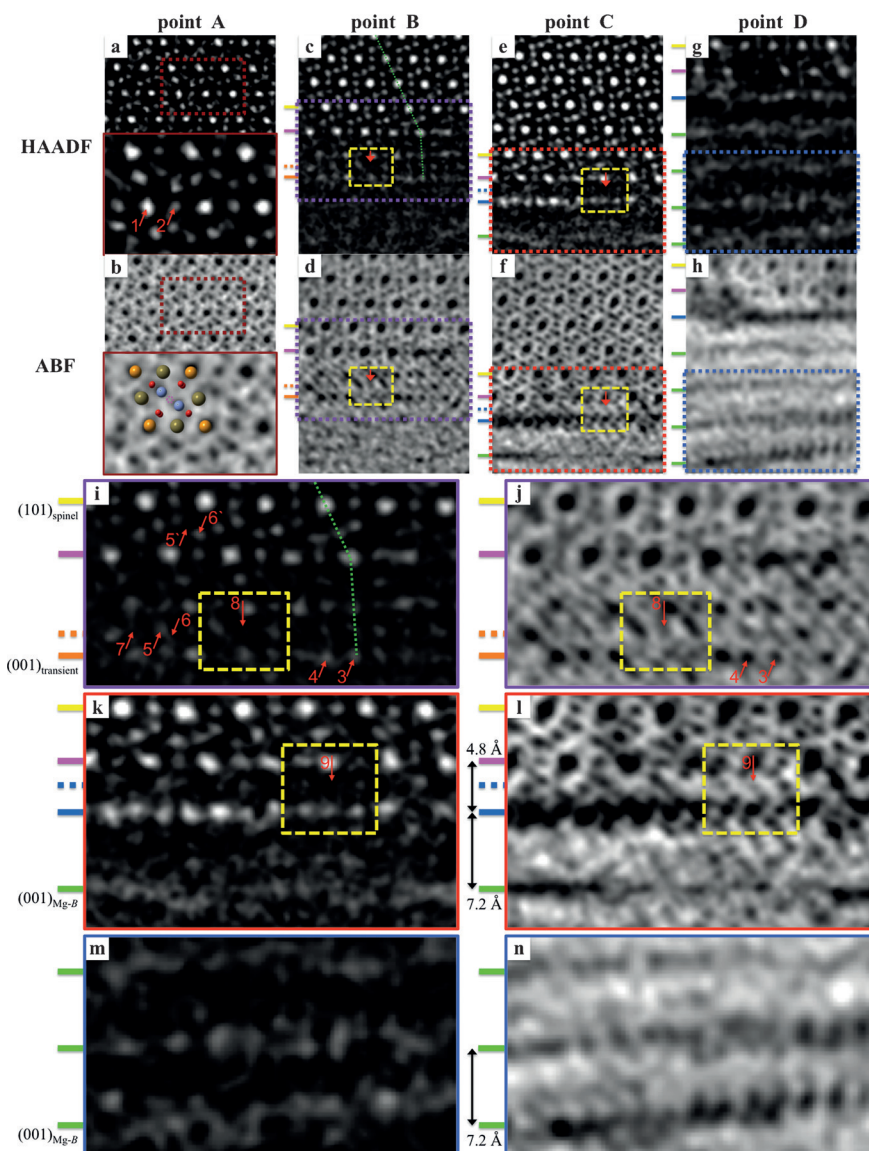 point A point B point C point D
a c e g
HAADF
1 2
b d f h
ABF
i j
(101)spinel
5` 6`
8 8
7 5 6
(001)transient
4 3 4 3
k l
4.8 Å
9 9
(001)Mg-B
7.2 Å
m n
(001)Mg-B
7.2 Å